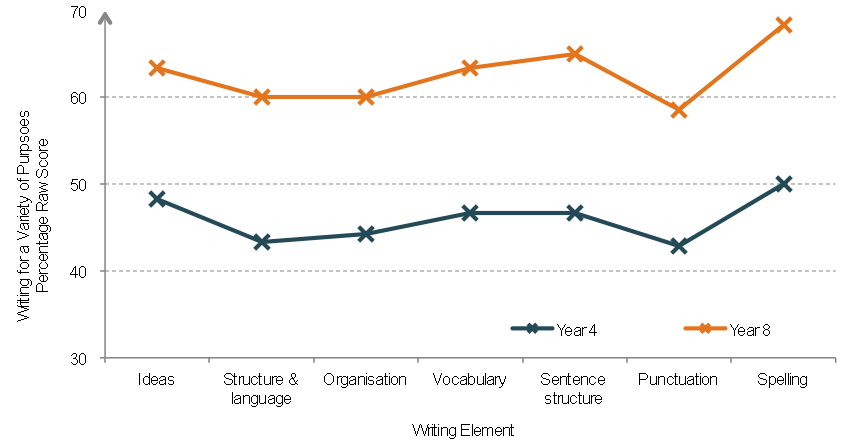 70
60
50
40
30
Writing for a Variety of Purpsoes
Percentage Raw Score
Year 4
Year 8
Ideas
Structure &
language
Organisation
Vocabulary
Sentence
structure
Punctuation
Spelling
Writing Element